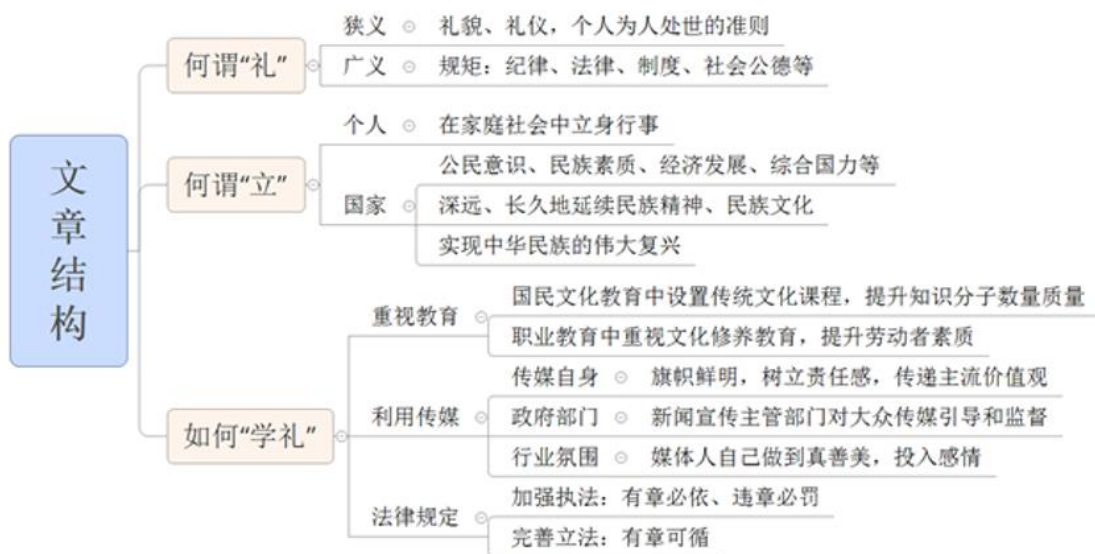 文章结构
何谓“礼”
狭义
礼貌、礼仪，个人为人处世的准则
广义
规矩：纪律、法律、制度、社会公德等
何谓“立”
个人
在家庭社会中立身行事
国家
公民意识、民族素质、经济发展、综合国力等
深远、长久地延续民族精神、民族文化
实现中华民族的伟大复兴
如何“学礼”
重视教育
国民文化教育中设置传统文化课程，提升知识分子数量质量
职业教育中重视文化修养教育，提升劳动者素质
利用传媒
传媒自身
旗帜鲜明，树立责任感，传递主流价值观
政府部门
新闻宣传主管部门对大众传媒引导和监督
行业氛围
媒体人自己做到真善美，投入感情
法律规定
加强执法：有章必依、违章必罚
完善立法：有章可循